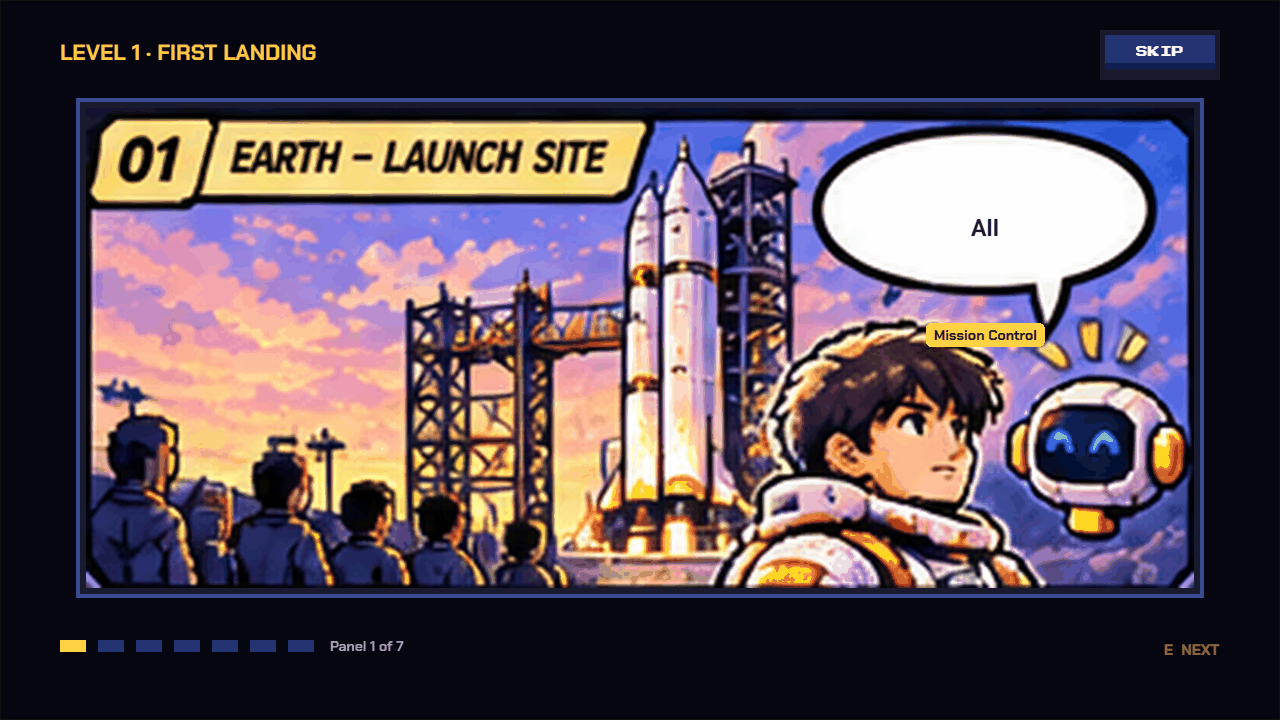 LEVEL 1 · FIRST LANDING
SKIP
01 EARTH – LAUNCH SITE
All
Mission Control
Panel 1 of 7
E NEXT